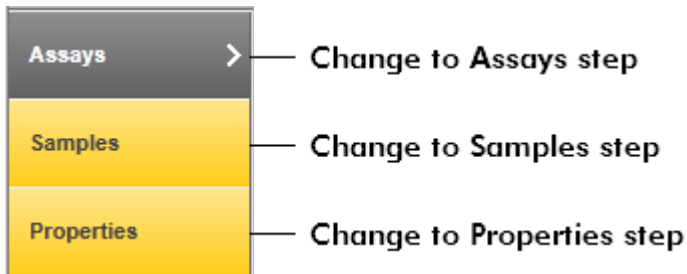 Assays Change to Assays step
Samples Change to Samples step
Properties Change to Properties step